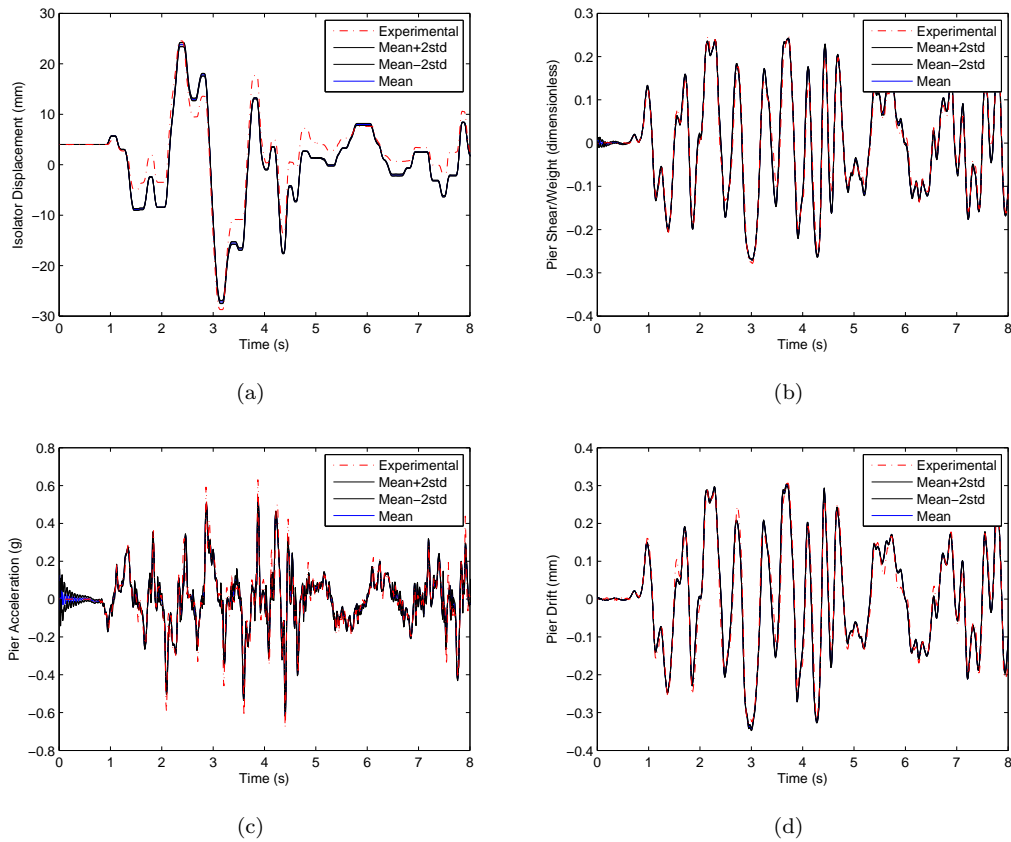 30
20
10
0
−10
−20
−30
0 1 2 3 4 5 6 7 8
Time (s)
Isolator Displacement (mm)
Experimental
Mean+2std
Mean−2std
Mean
(a)
0.3
0.2
0.1
0
−0.1
−0.2
−0.3
−0.4
0 1 2 3 4 5 6 7 8
Time (s)
Pier Shear/Weight (dimensionless)
Experimental
Mean+2std
Mean−2std
Mean
(b)
0.8
0.6
0.4
0.2
0
−0.2
−0.4
−0.6
−0.8
0 1 2 3 4 5 6 7 8
Time (s)
Pier Acceleration (g)
Experimental
Mean+2std
Mean−2std
Mean
(c)
0.4
0.3
0.2
0.1
0
−0.1
−0.2
−0.3
−0.4
0 1 2 3 4 5 6 7 8
Time (s)
Pier Drift (mm)
Experimental
Mean+2std
Mean−2std
Mean
(d)